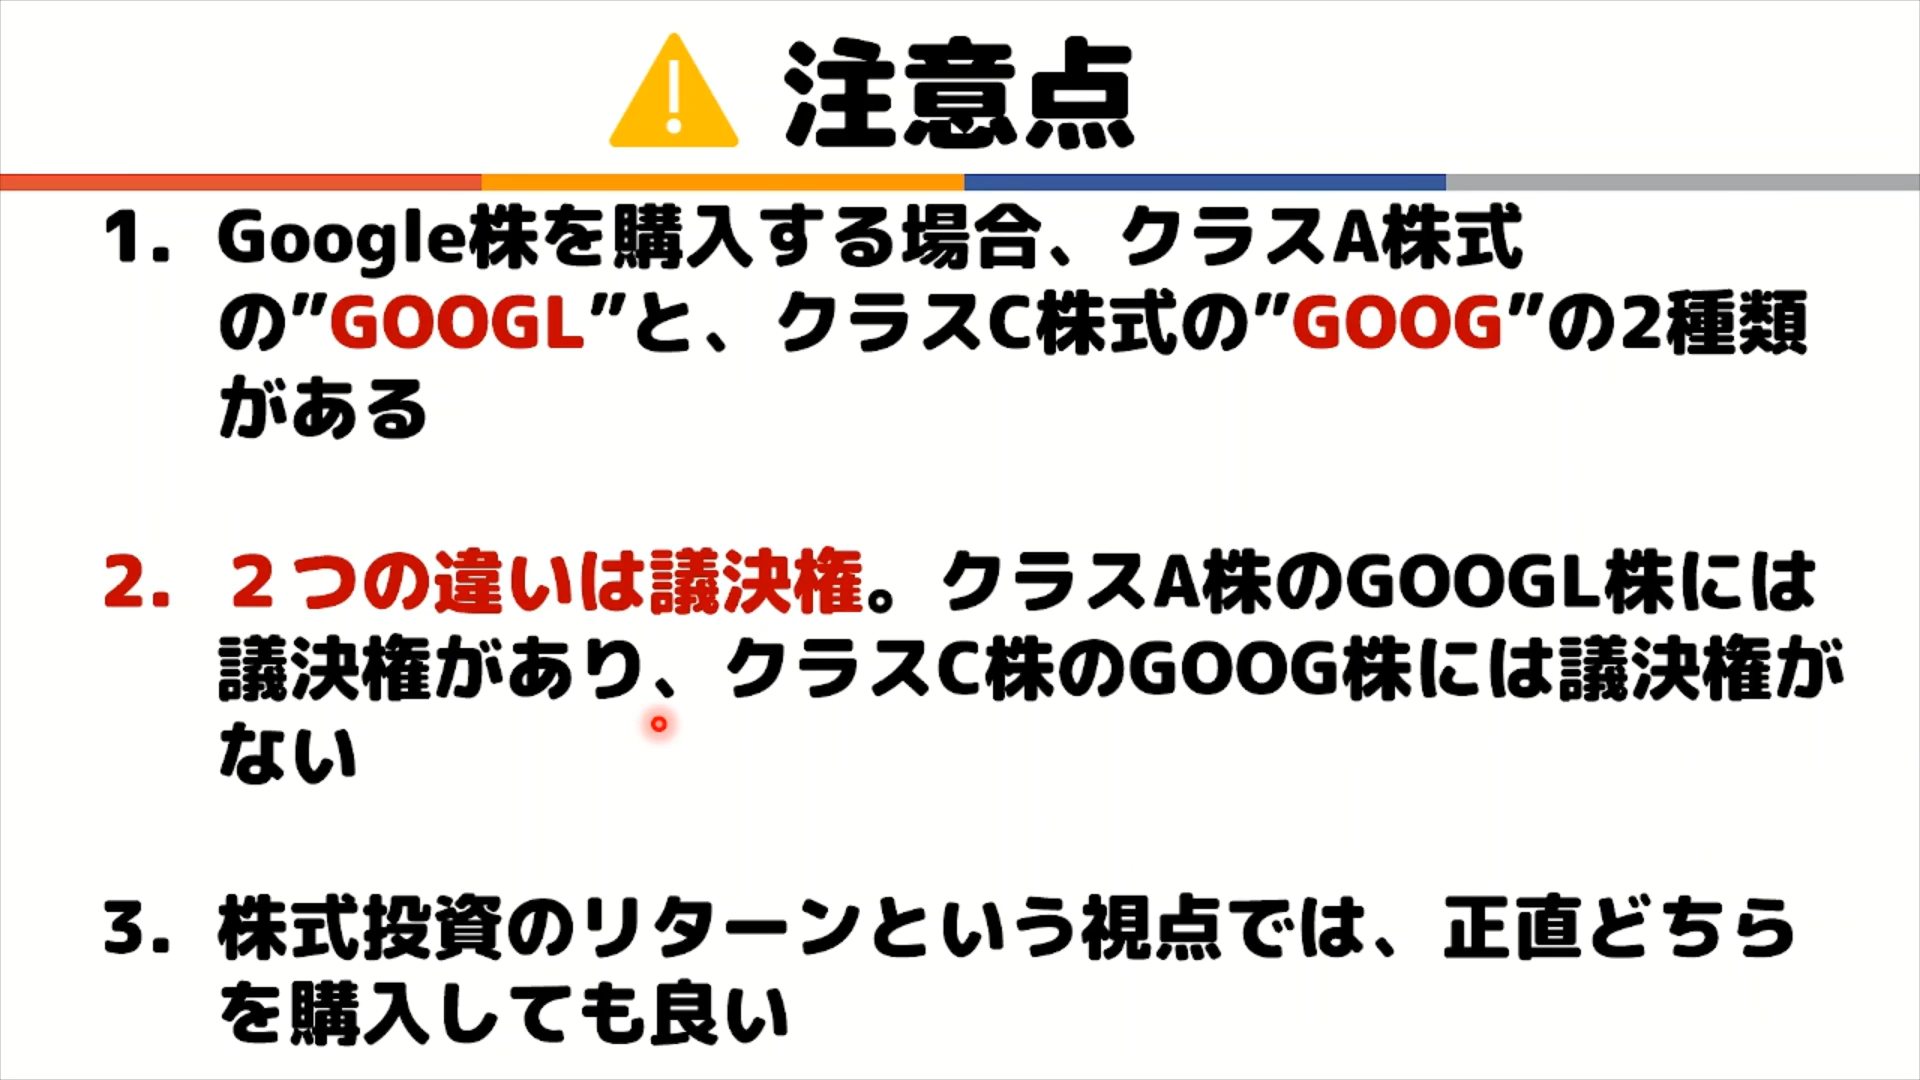 注意点
1. Google株を購入する場合、クラスA株式
の”GOOGL”と、クラスC株式の”GOOG”の2種類
がある
2. ２つの違いは議決権。クラスA株のGOOGL株には
議決権があり、クラスC株のGOOG株には議決権が
ない
3. 株式投資のリターンという視点では、正直どちら
を購入しても良い